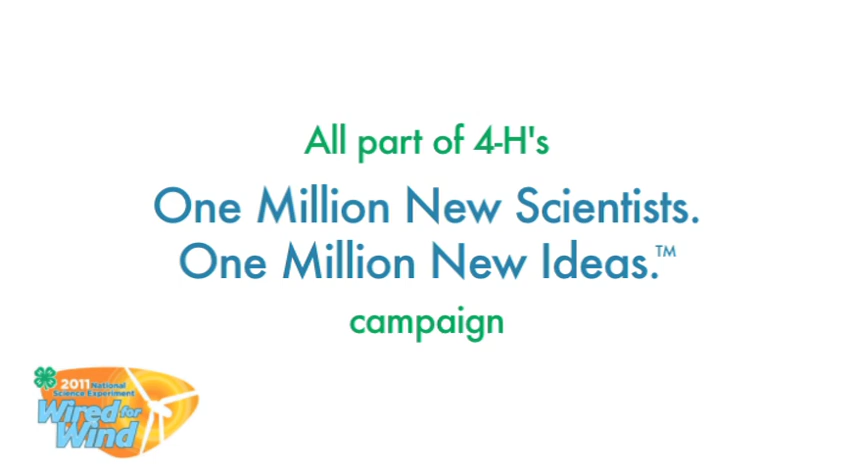 All part of 4-H's
One Million New Scientists.
One Million New Ideas.™
campaign
2011 National
Science Experiment
Wired for
Wind